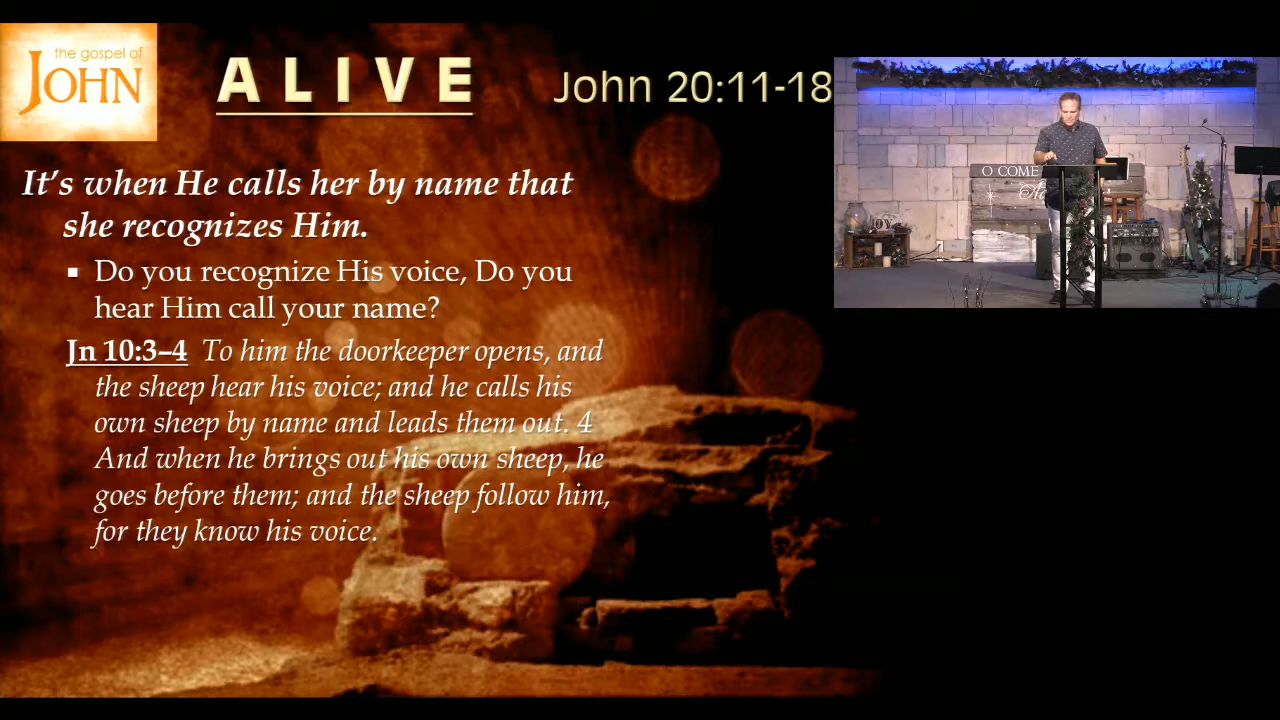 the gospel of
JOHN
ALIVE
John 20:11-18
It's when He calls her by name that
she recognizes Him.
▪ Do you recognize His voice, Do you
hear Him call your name?
Jn 10:3–4 To him the doorkeeper opens, and
the sheep hear his voice; and he calls his
own sheep by name and leads them out. 4
And when he brings out his own sheep, he
goes before them; and the sheep follow him,
for they know his voice.
O COME
JOY